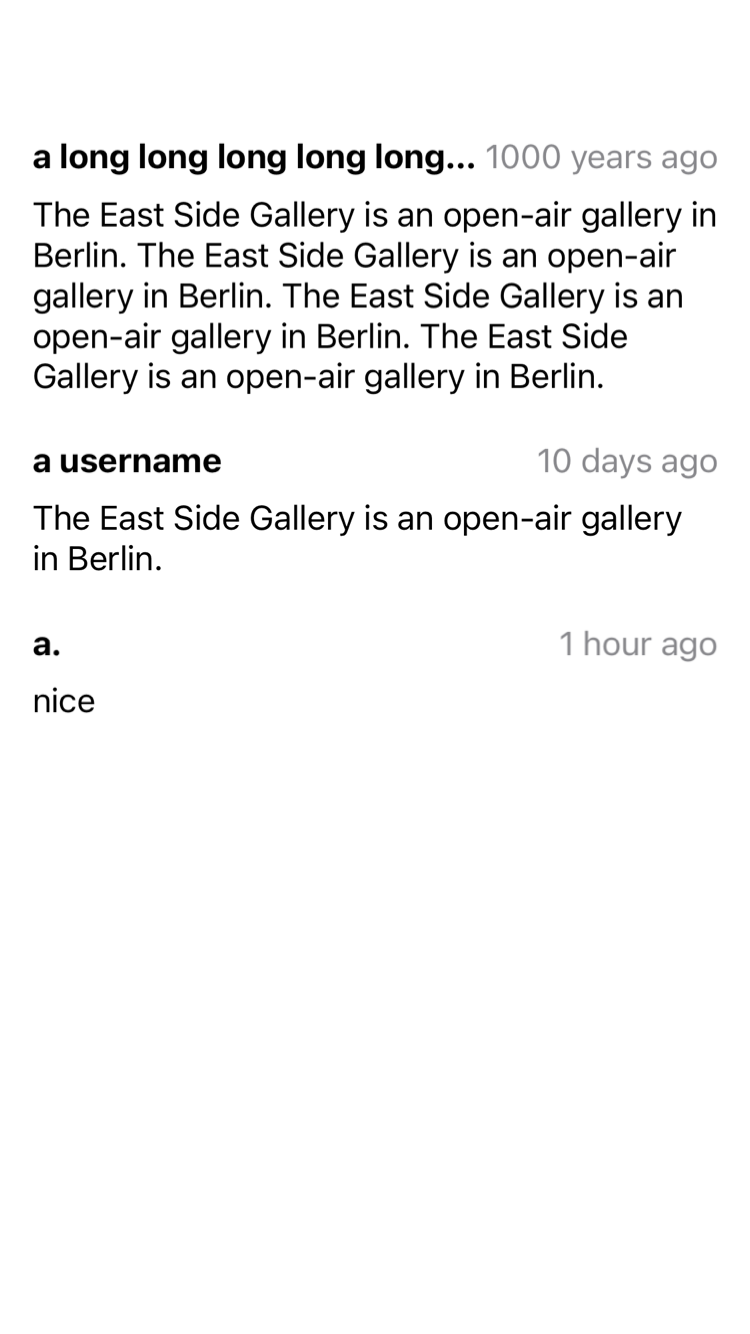 a long long long long long... 1000 years ago
The East Side Gallery is an open-air gallery in
Berlin. The East Side Gallery is an open-air
gallery in Berlin. The East Side Gallery is an
open-air gallery in Berlin. The East Side
Gallery is an open-air gallery in Berlin.
a username 10 days ago
The East Side Gallery is an open-air gallery
in Berlin.
a. 1 hour ago
nice